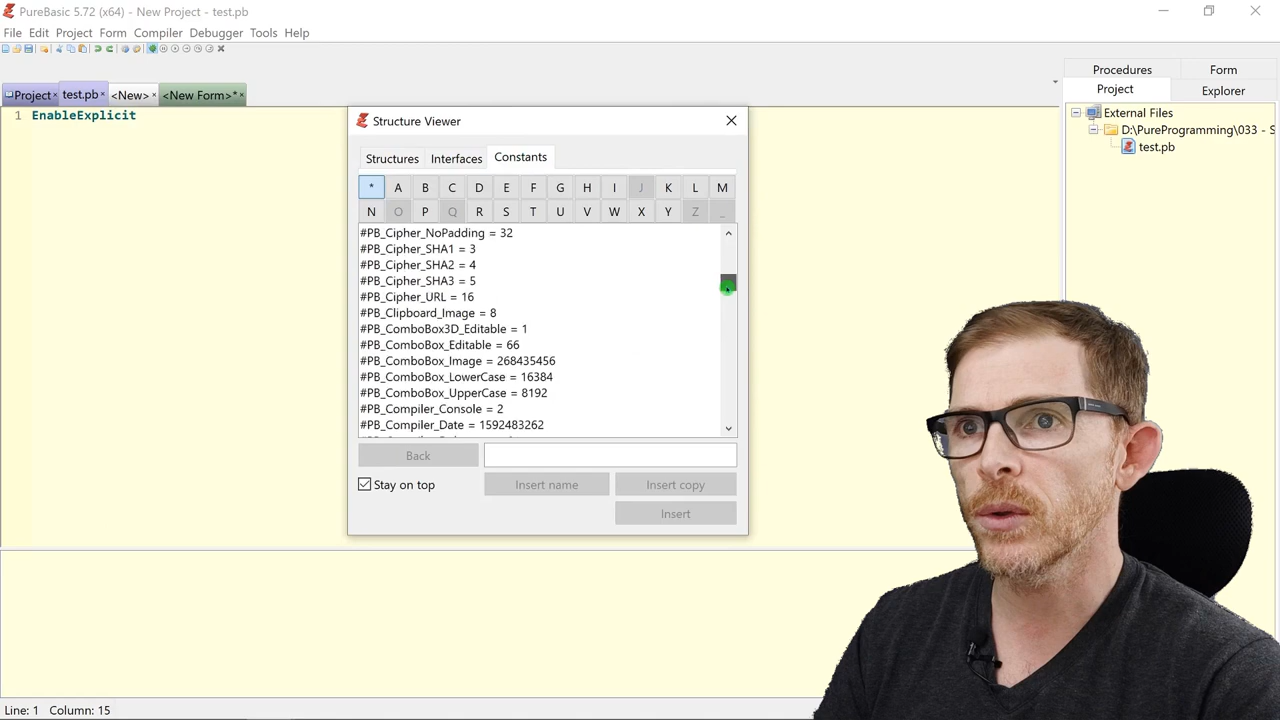 PureBasic 5.72 (x64) - New Project - test.pb
File Edit Project Form Compiler Debugger Tools Help
Project× test.pb× <New>× <New Form>*×
Procedures Form
Project Explorer
1 EnableExplicit
External Files
D:\PureProgramming\033 - S
test.pb
Structure Viewer
Structures Interfaces Constants
* A B C D E F G H I J K L M
N O P Q R S T U V W X Y Z _
#PB_Cipher_NoPadding = 32
#PB_Cipher_SHA1 = 3
#PB_Cipher_SHA2 = 4
#PB_Cipher_SHA3 = 5
#PB_Cipher_URL = 16
#PB_Clipboard_Image = 8
#PB_ComboBox3D_Editable = 1
#PB_ComboBox_Editable = 66
#PB_ComboBox_Image = 268435456
#PB_ComboBox_LowerCase = 16384
#PB_ComboBox_UpperCase = 8192
#PB_Compiler_Console = 2
#PB_Compiler_Date = 1592483262
Back
Stay on top Insert name Insert copy
Insert
Line: 1 Column: 15